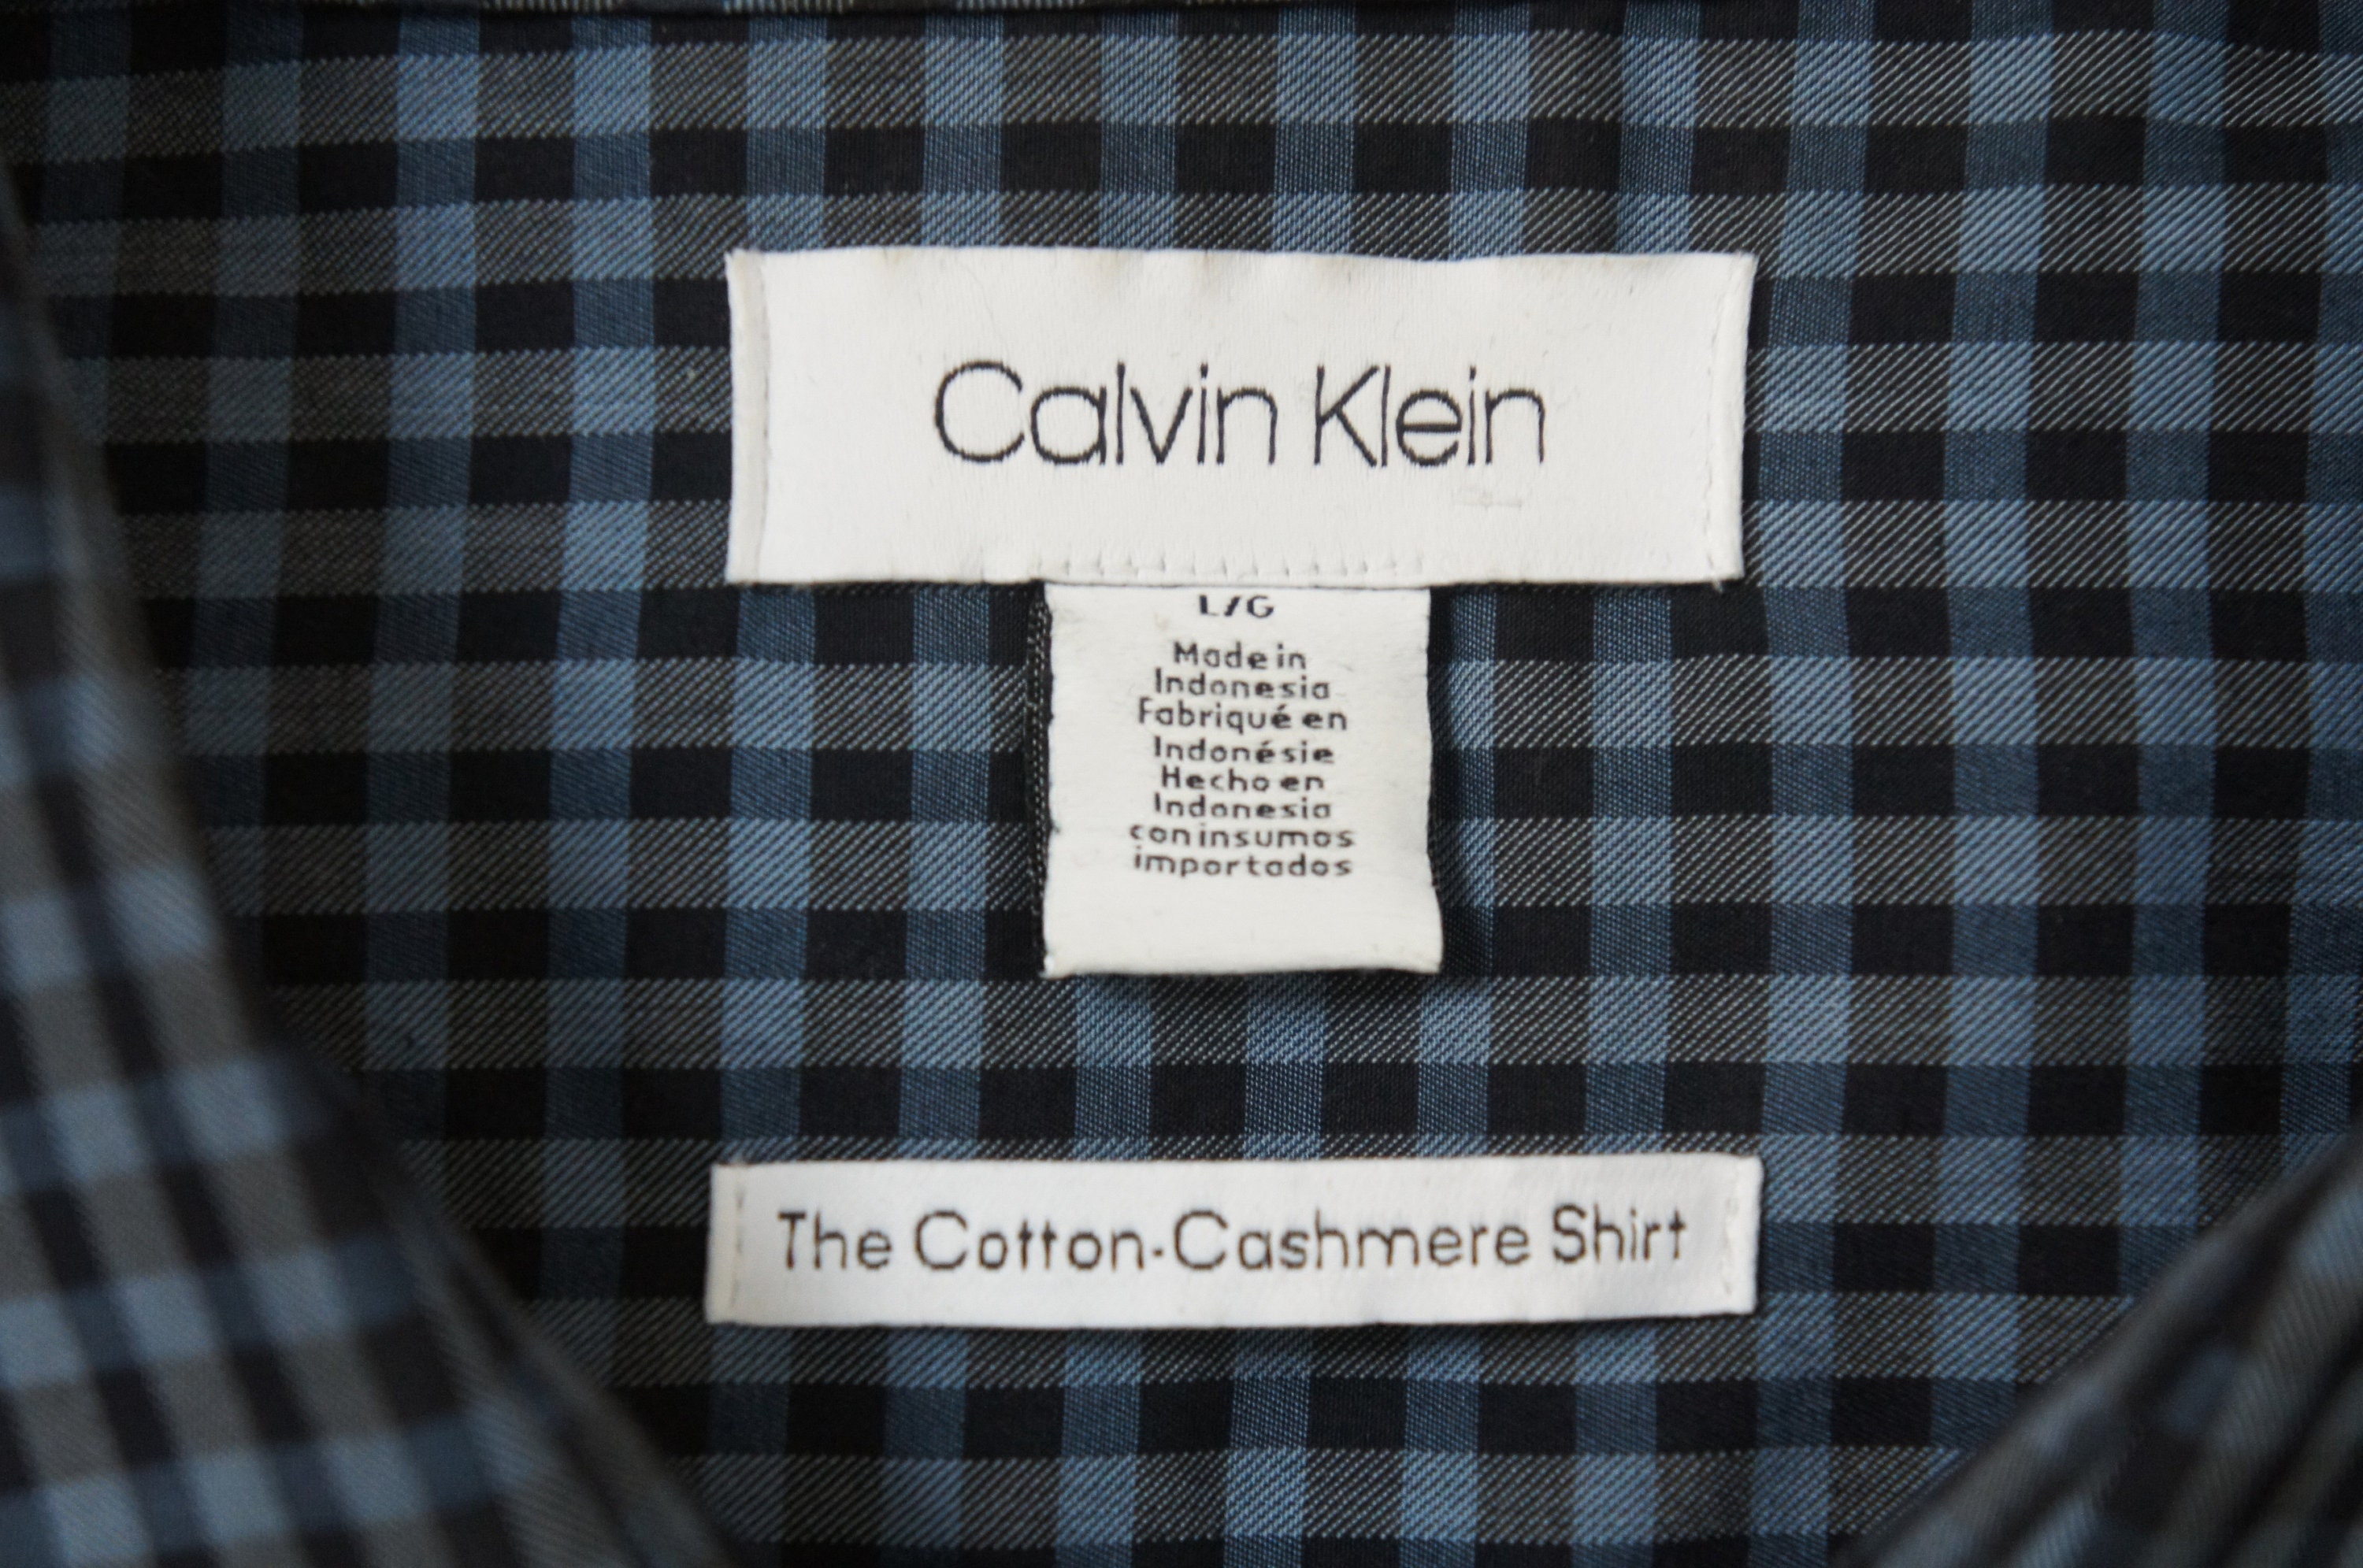 Calvin Klein
L/G
Made in
Indonesia
Fabriqué en
Indonésie
Hecho en
Indonesia
con insumos
importados
The Cotton-Cashmere Shirt